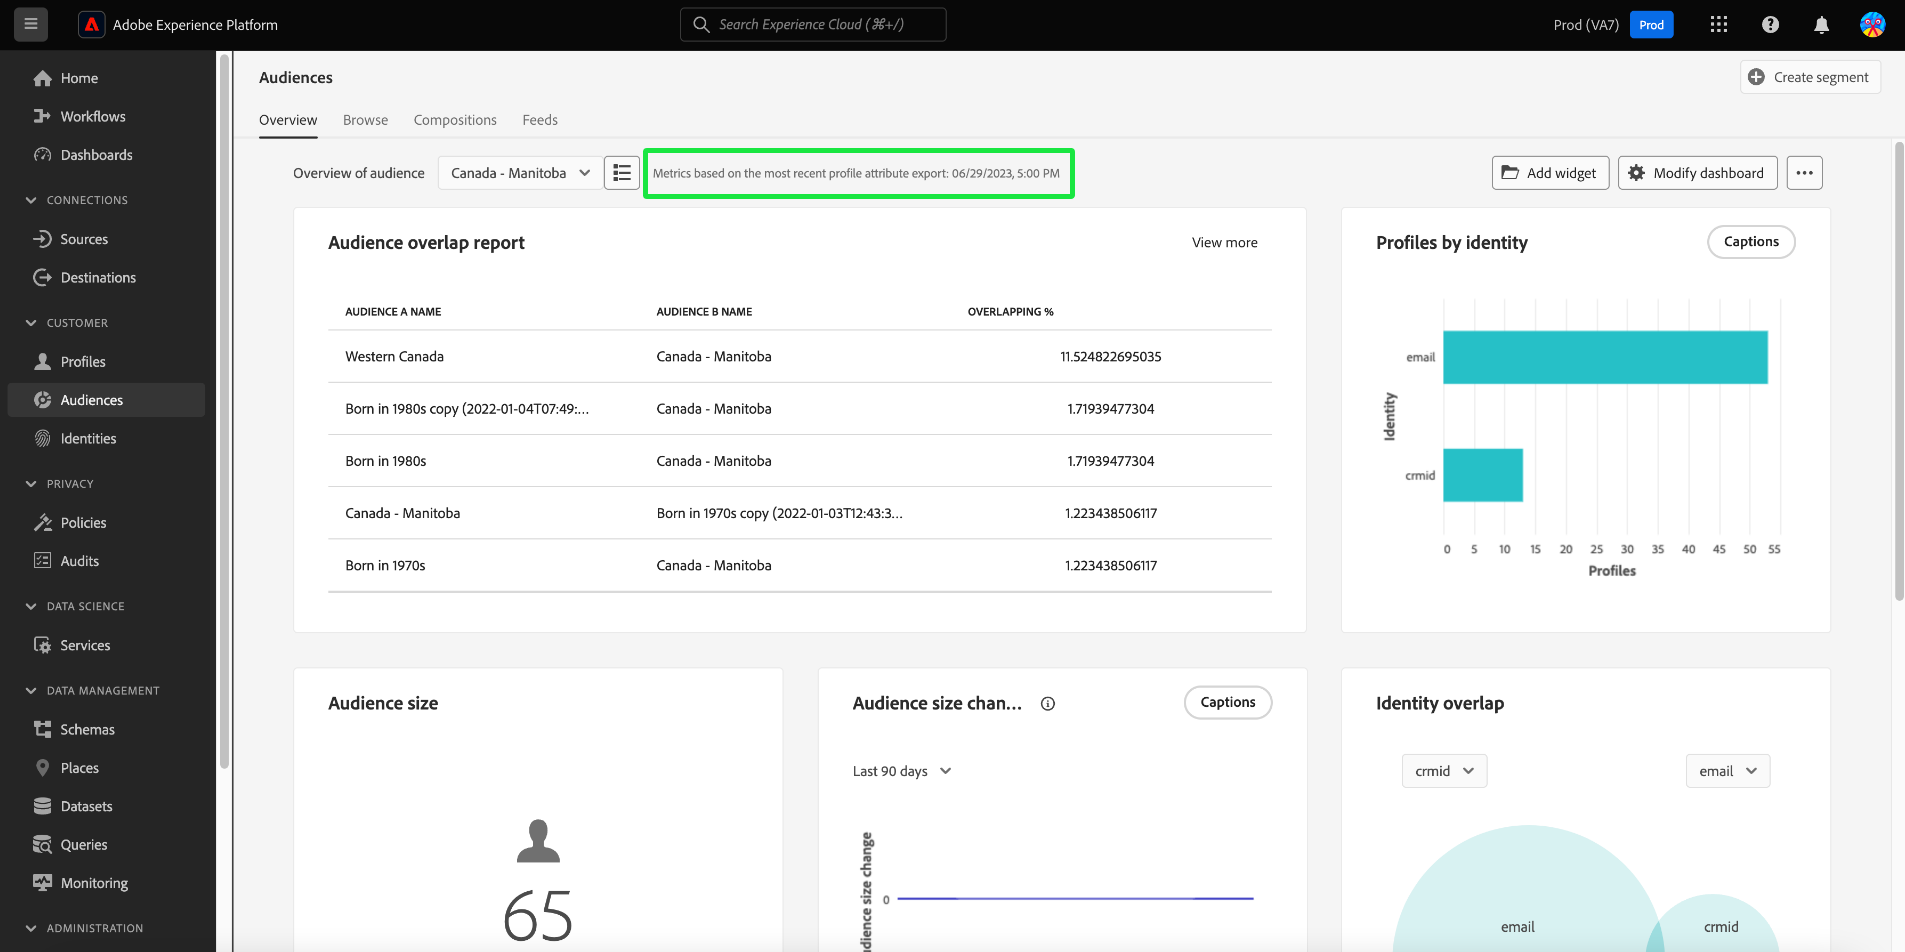 Adobe Experience Platform
Search Experience Cloud (⌘+/)
Prod (VA7)
Prod
Home
Workflows
Dashboards
CONNECTIONS
Sources
Destinations
CUSTOMER
Profiles
Audiences
Identities
PRIVACY
Policies
Audits
DATA SCIENCE
Services
DATA MANAGEMENT
Schemas
Places
Datasets
Queries
Monitoring
ADMINISTRATION
Audiences
Create segment
Overview Browse Compositions Feeds
Overview of audience
Canada - Manitoba
Metrics based on the most recent profile attribute export: 06/29/2023, 5:00 PM
Add widget
Modify dashboard
Audience overlap report
View more
AUDIENCE A NAME AUDIENCE B NAME OVERLAPPING %
Western Canada Canada - Manitoba 11.524822695035
Born in 1980s copy (2022-01-04T07:49:... Canada - Manitoba 1.71939477304
Born in 1980s Canada - Manitoba 1.71939477304
Canada - Manitoba Born in 1970s copy (2022-01-03T12:43:3... 1.223438506117
Born in 1970s Canada - Manitoba 1.223438506117
Profiles by identity
Captions
Identity
email
crmid
0 5 10 15 20 25 30 35 40 45 50 55
Profiles
Audience size
65
Audience size chan...
Captions
Last 90 days
udience size change
0
Identity overlap
crmid
email
email
crmid